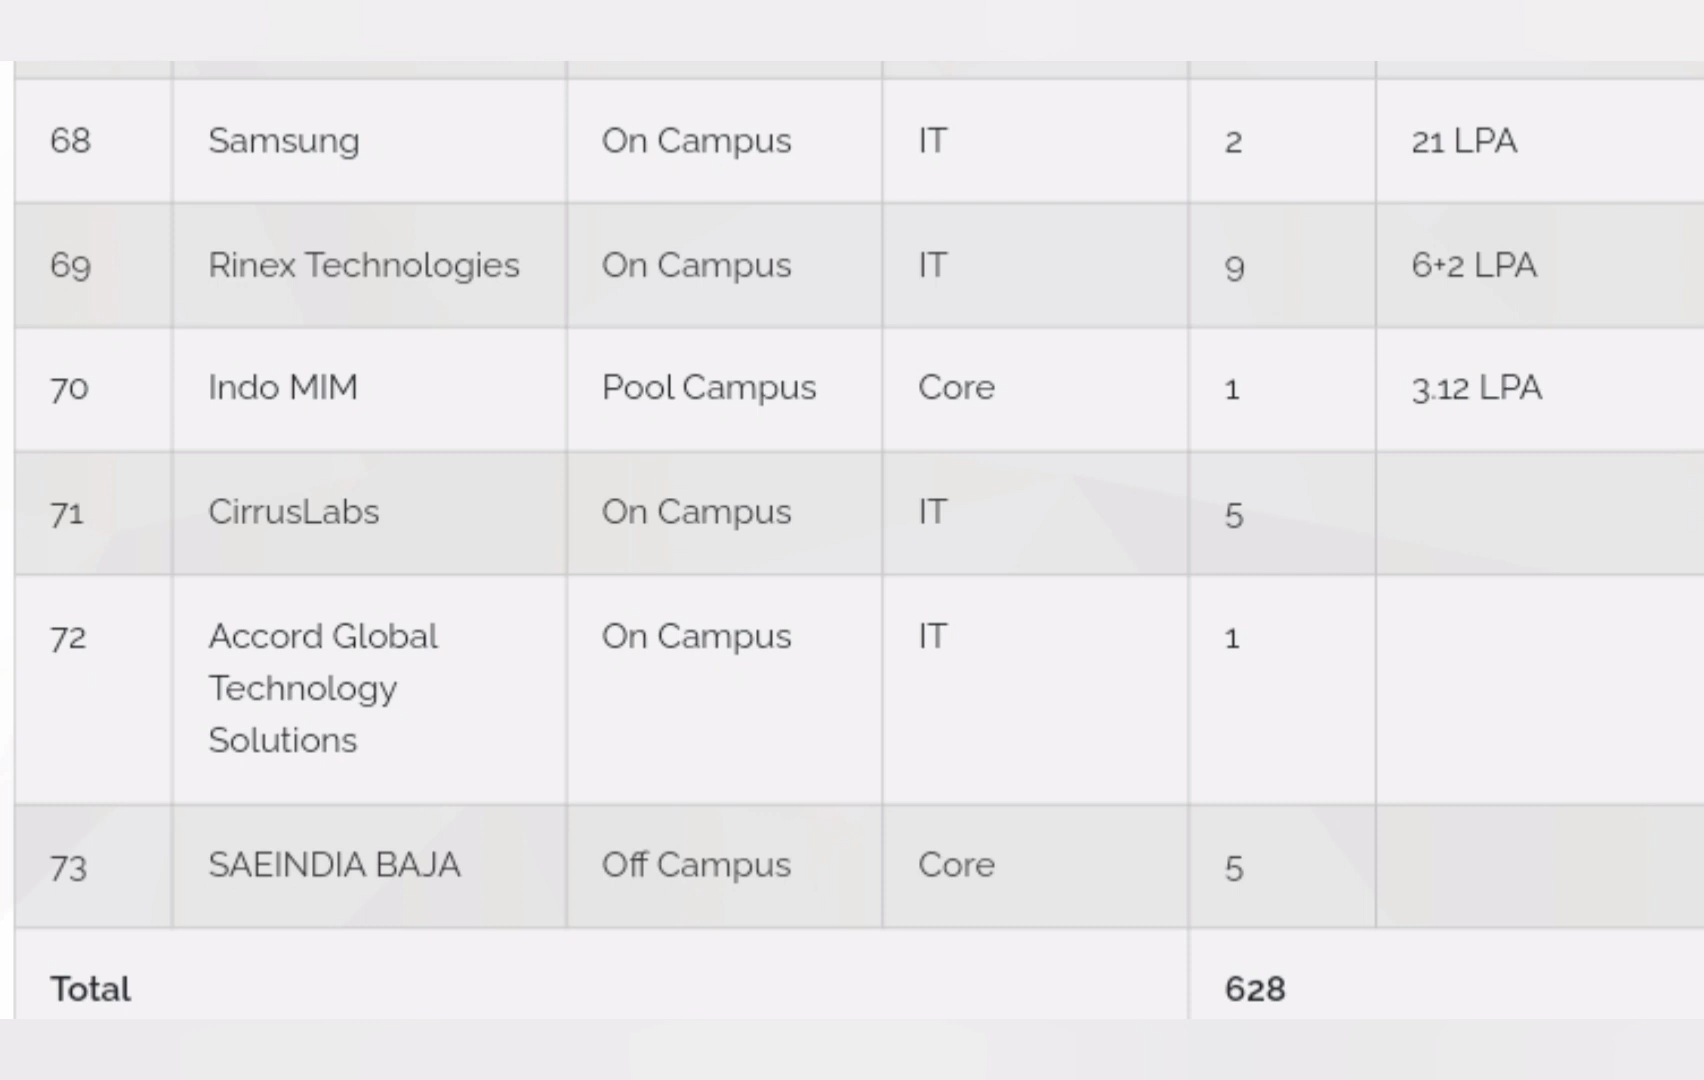 68 Samsung On Campus IT 2 21 LPA
69 Rinex Technologies On Campus IT 9 6+2 LPA
70 Indo MIM Pool Campus Core 1 3.12 LPA
71 CirrusLabs On Campus IT 5
72 Accord Global On Campus IT 1
Technology
Solutions
73 SAEINDIA BAJA Off Campus Core 5
Total 628